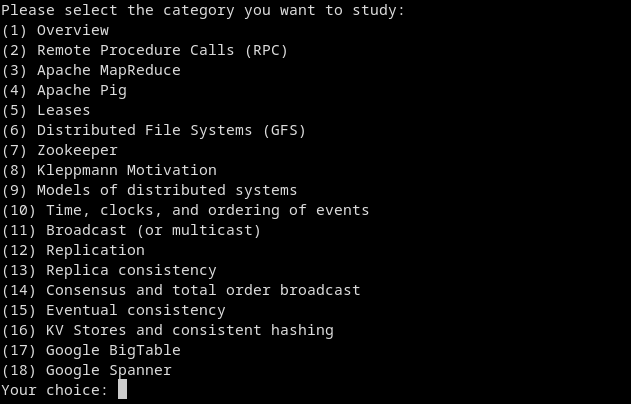 Please select the category you want to study:
(1) Overview
(2) Remote Procedure Calls (RPC)
(3) Apache MapReduce
(4) Apache Pig
(5) Leases
(6) Distributed File Systems (GFS)
(7) Zookeeper
(8) Kleppmann Motivation
(9) Models of distributed systems
(10) Time, clocks, and ordering of events
(11) Broadcast (or multicast)
(12) Replication
(13) Replica consistency
(14) Consensus and total order broadcast
(15) Eventual consistency
(16) KV Stores and consistent hashing
(17) Google BigTable
(18) Google Spanner
Your choice: